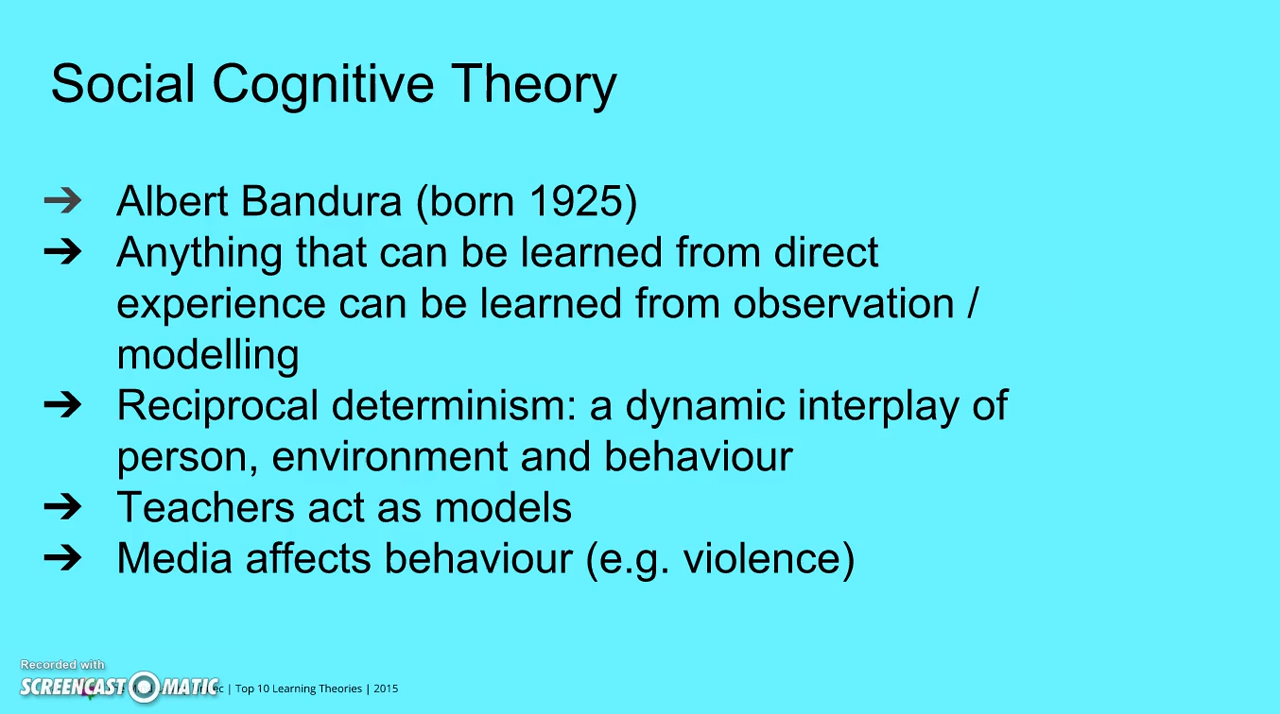 Social Cognitive Theory
➔ Albert Bandura (born 1925)
➔ Anything that can be learned from direct
experience can be learned from observation /
modelling
➔ Reciprocal determinism: a dynamic interplay of
person, environment and behaviour
➔ Teachers act as models
➔ Media affects behaviour (e.g. violence)
Recorded with
SCREENCAST-O-MATIC
| Top 10 Learning Theories | 2015